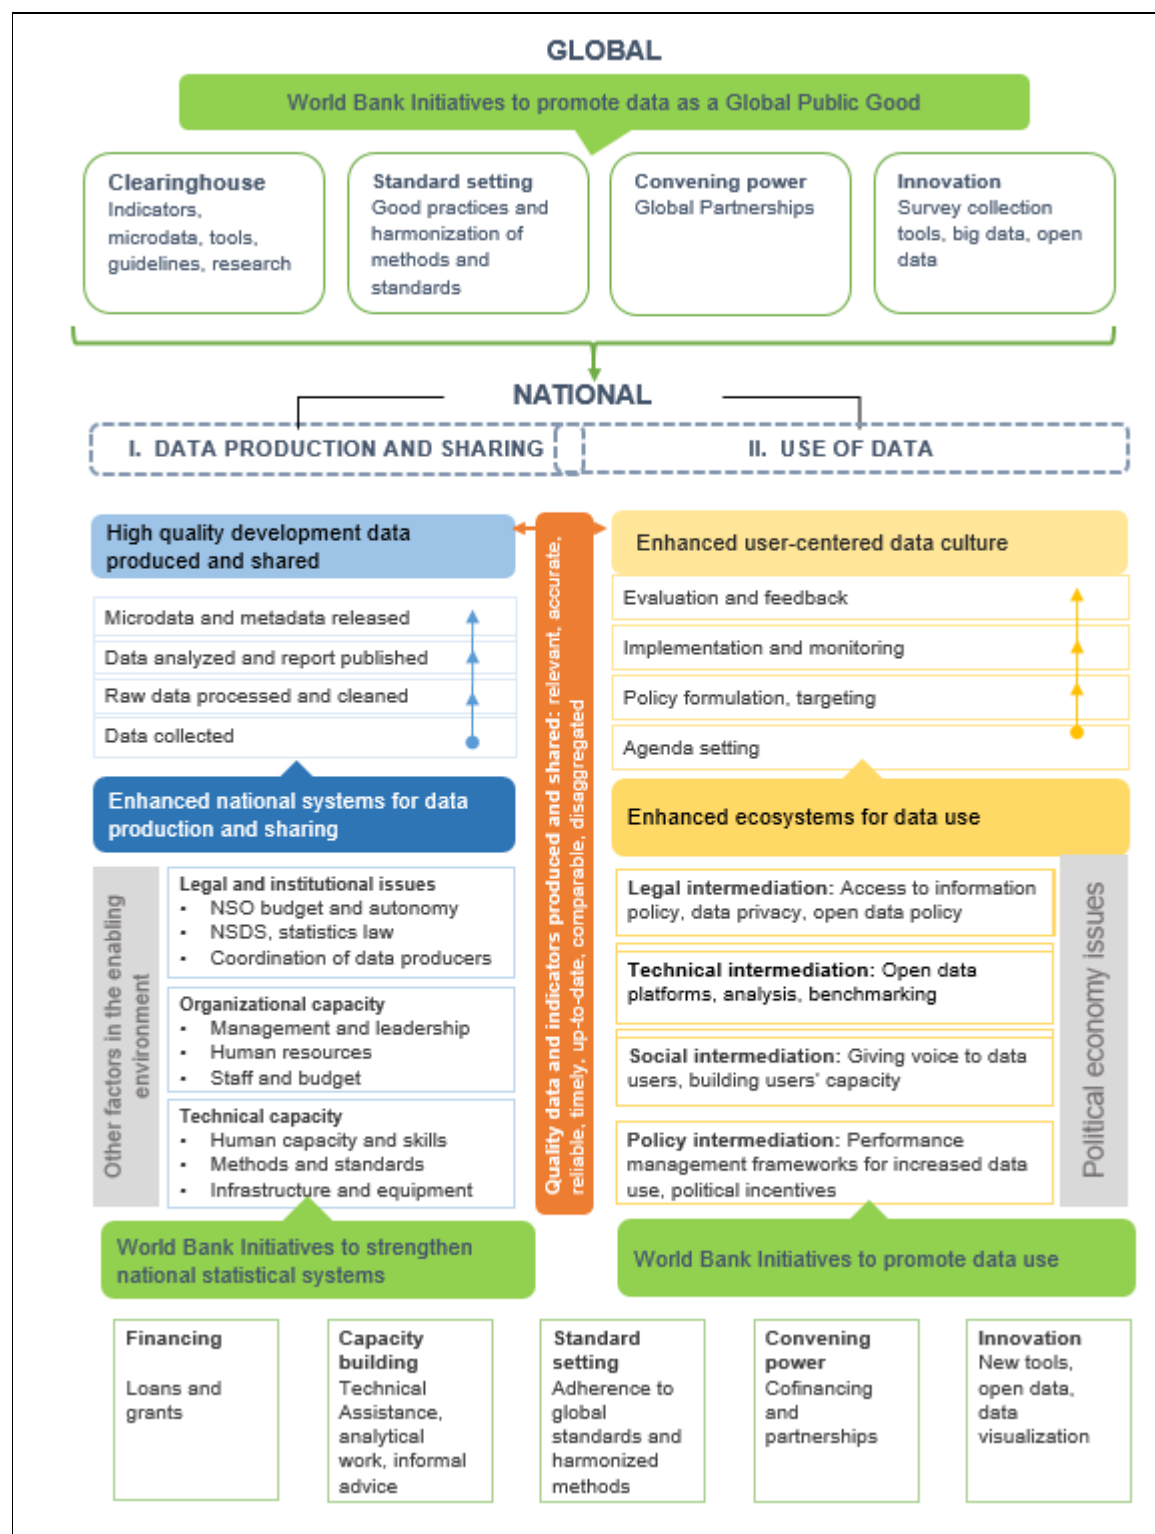 GLOBAL
World Bank Initiatives to promote data as a Global Public Good
Clearinghouse
Indicators,
microdata, tools,
guidelines, research
Standard setting
Good practices and
harmonization of
methods and
standards
Convening power
Global Partnerships
Innovation
Survey collection
tools, big data, open
data
NATIONAL
I. DATA PRODUCTION AND SHARING
II. USE OF DATA
High quality development data
produced and shared
Microdata and metadata released
Data analyzed and report published
Raw data processed and cleaned
Data collected
Enhanced national systems for data
production and sharing
Other factors in the enabling
environment
Legal and institutional issues
▪ NSO budget and autonomy
▪ NSDS, statistics law
▪ Coordination of data producers
Organizational capacity
▪ Management and leadership
▪ Human resources
▪ Staff and budget
Technical capacity
▪ Human capacity and skills
▪ Methods and standards
▪ Infrastructure and equipment
World Bank Initiatives to strengthen
national statistical systems
Quality data and indicators produced and shared: relevant, accurate,
reliable, timely, up-to-date, comparable, disaggregated
Enhanced user-centered data culture
Evaluation and feedback
Implementation and monitoring
Policy formulation, targeting
Agenda setting
Enhanced ecosystems for data use
Legal intermediation: Access to information
policy, data privacy, open data policy
Technical intermediation: Open data
platforms, analysis, benchmarking
Social intermediation: Giving voice to data
users, building users' capacity
Policy intermediation: Performance
management frameworks for increased data
use, political incentives
Political economy issues
World Bank Initiatives to promote data use
Financing
Loans and
grants
Capacity
building
Technical
Assistance,
analytical
work, informal
advice
Standard
setting
Adherence to
global
standards and
harmonized
methods
Convening
power
Cofinancing
and
partnerships
Innovation
New tools,
open data,
data
visualization